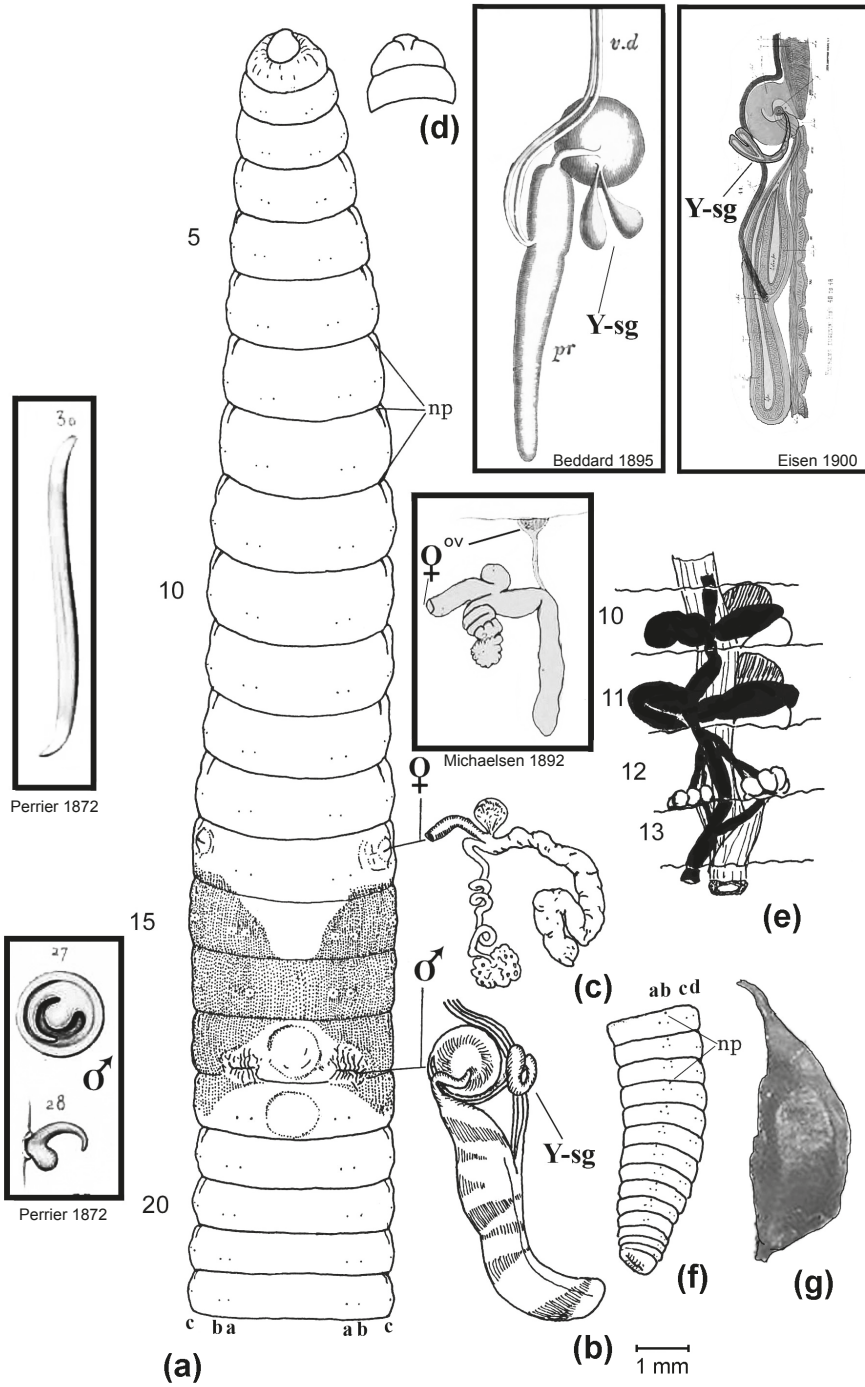 (d)
v.d
Y-sg
pr
Beddard 1895
Y-sg
Eisen 1900
5
np
30
Perrier 1872
10
♀
ov
Michaelsen 1892
10
11
12
13
(e)
♀
15
(c)
♂
27
♂
28
Perrier 1872
Y-sg
ab cd
np
20
(f)
(g)
c b a a b c
(b)
1 mm
(a)